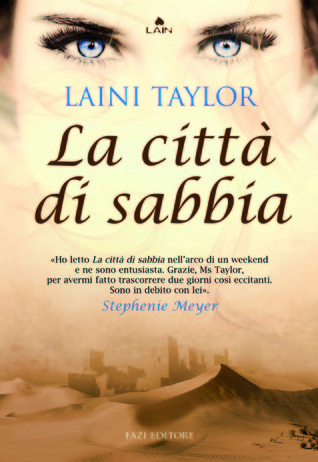 LAIN
LAINI TAYLOR
La città
di sabbia
«Ho letto La città di sabbia nell'arco di un weekend
e ne sono entusiasta. Grazie, Ms Taylor,
per avermi fatto trascorrere due giorni così eccitanti.
Sono in debito con lei».
Stephenie Meyer
FAZI EDITORE